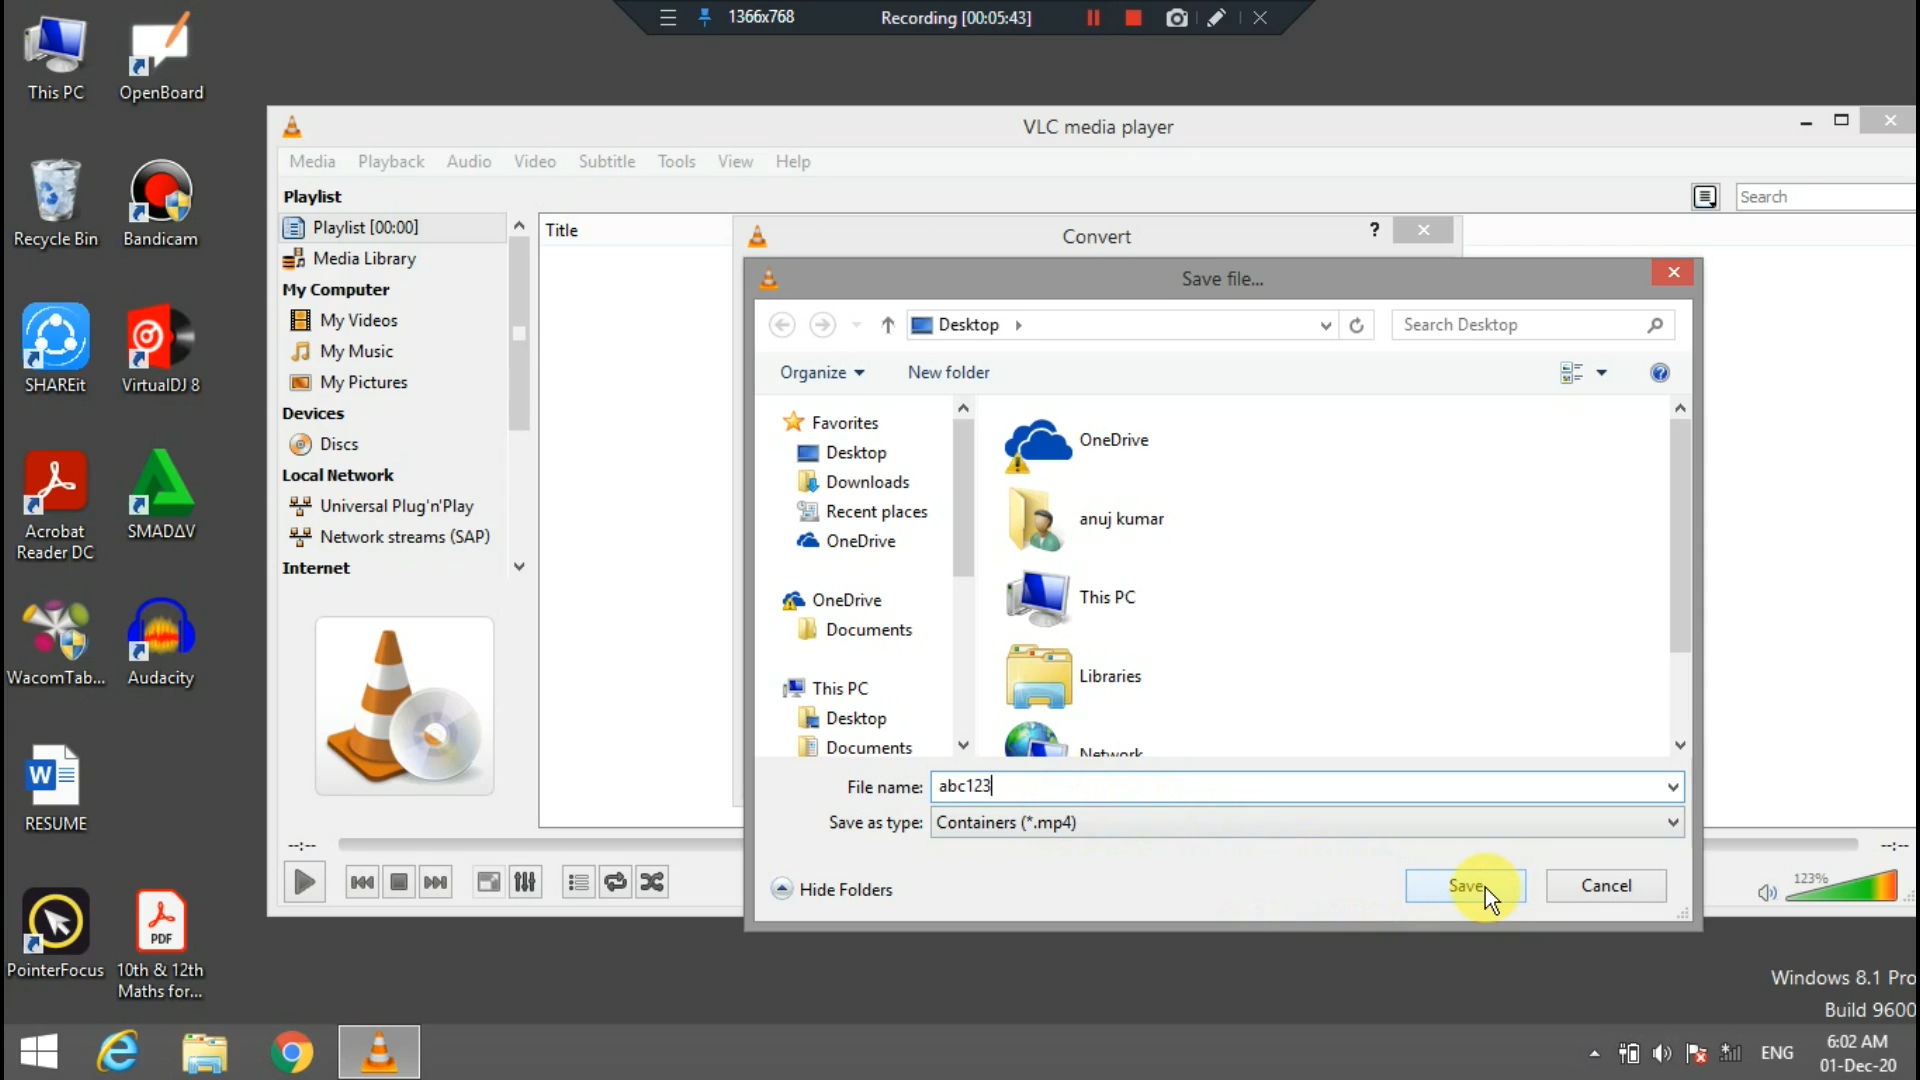 1366x768
Recording [00:05:43]
This PC
OpenBoard
Recycle Bin
Bandicam
SHAREit
VirtualDJ 8
Acrobat
Reader DC
SMADΔV
WacomTab...
Audacity
RESUME
PointerFocus
10th & 12th
Maths for...
PDF
W
VLC media player
Media Playback Audio Video Subtitle Tools View Help
Playlist
Search
Playlist [00:00]
Media Library
My Computer
My Videos
My Music
My Pictures
Devices
Discs
Local Network
Universal Plug'n'Play
Network streams (SAP)
Internet
Title
Convert
?
Save file...
Desktop
Search Desktop
Organize
New folder
Favorites
Desktop
Downloads
Recent places
OneDrive
OneDrive
Documents
This PC
Desktop
Documents
OneDrive
anuj kumar
This PC
Libraries
Network
File name: abc123
Save as type: Containers (*.mp4)
Hide Folders
Save
Cancel
--:--
--:--
123%
Windows 8.1 Pro
Build 9600
ENG
6:02 AM
01-Dec-20